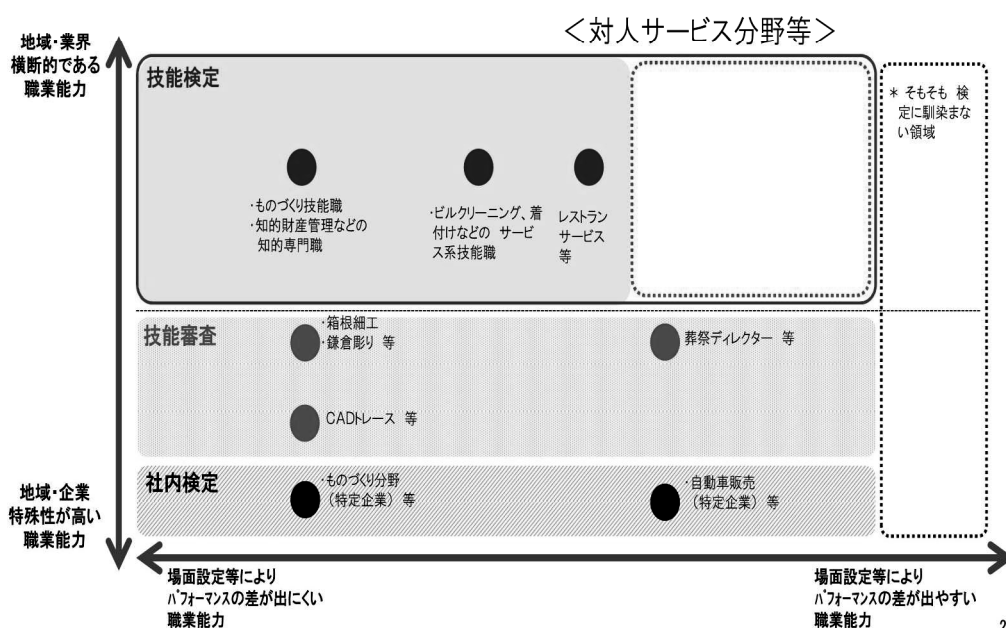 ＜対人サービス分野等＞
地域・業界
横断的である
職業能力
技能検定
＊ そもそも 検
定に馴染まな
い領域
・ものづくり技能職
・知的財産管理などの
知的専門職
・ビルクリーニング、着
付けなどの サービ
ス系技能職
レストラン
サービス
等
技能審査
・箱根細工
・鎌倉彫り 等
葬祭ディレクター 等
CADトレース 等
社内検定
・ものづくり分野
（特定企業） 等
・自動車販売
（特定企業） 等
地域・企業
特殊性が高い
職業能力
場面設定等により
パフォーマンスの差が出にくい
職業能力
場面設定等により
パフォーマンスの差が出やすい
職業能力